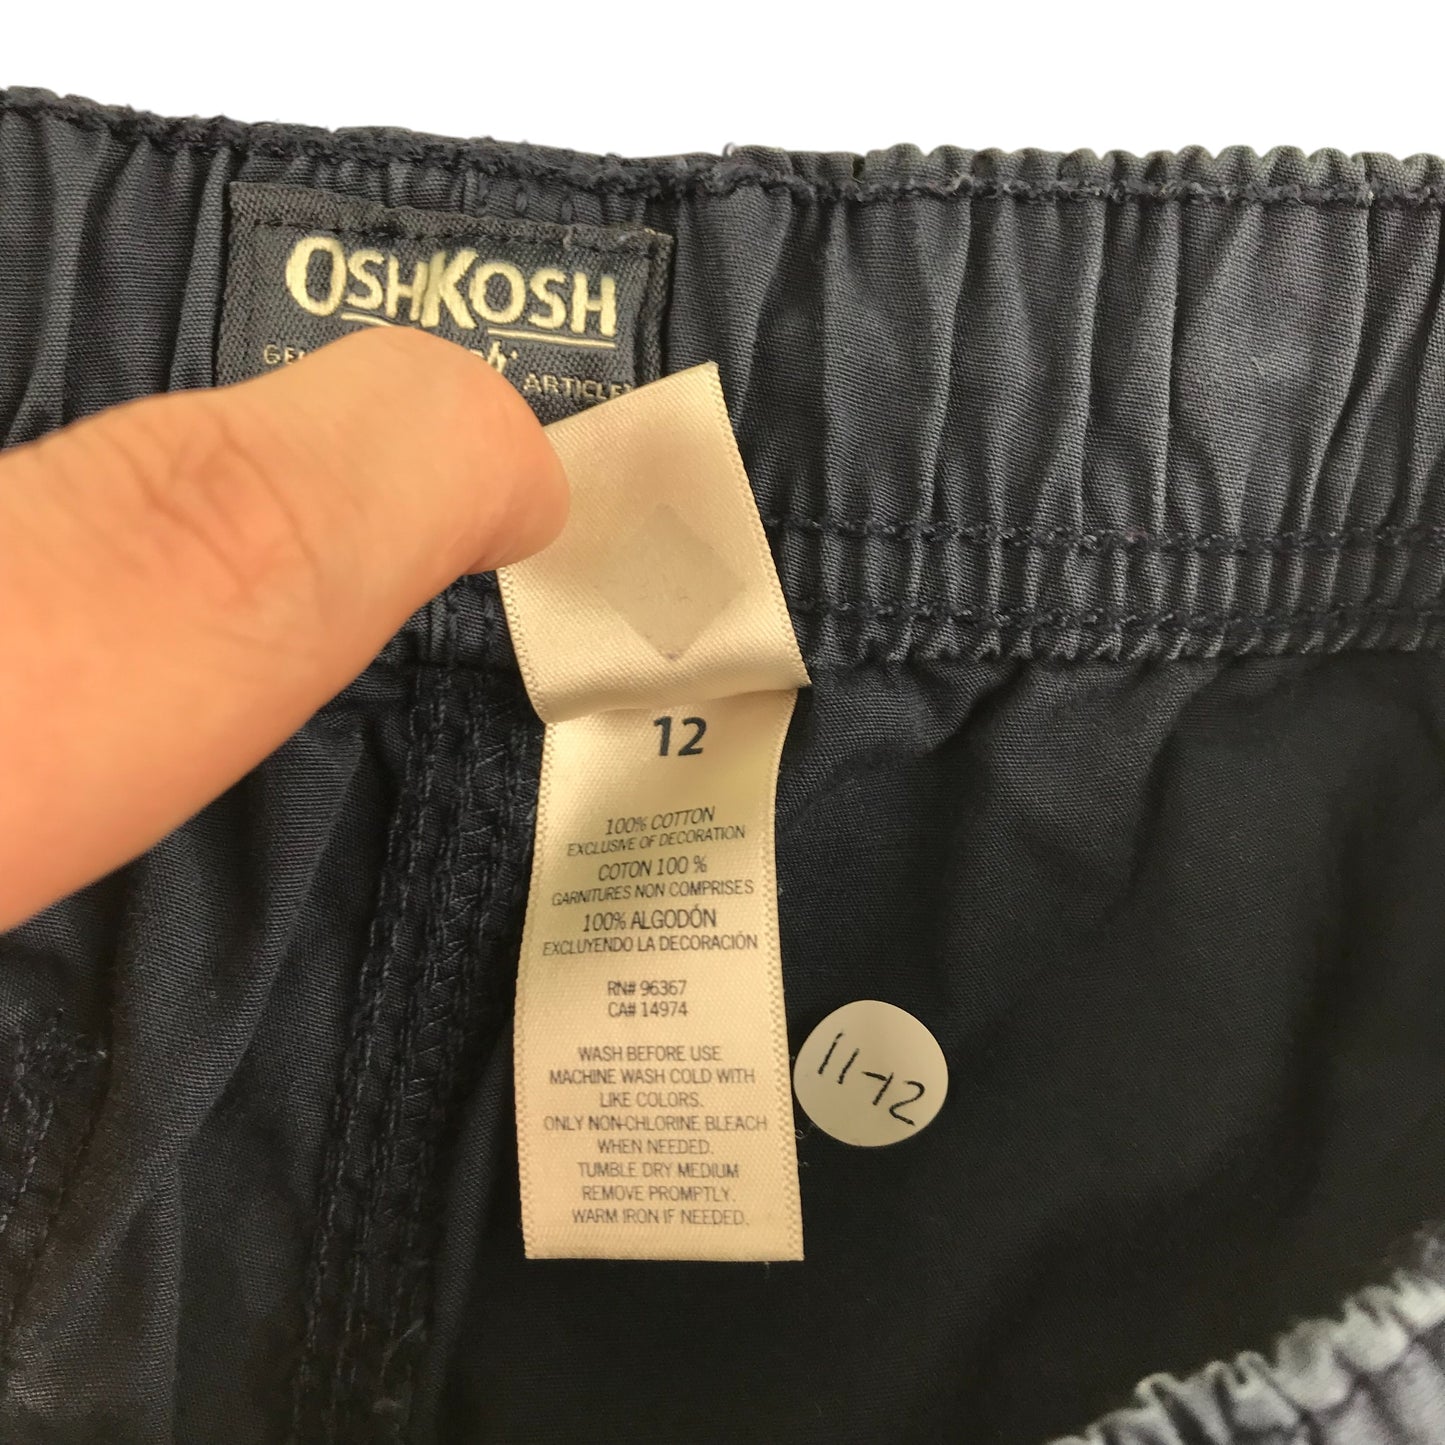 OSHKOSH
ARTICLE
12
100% COTTON
EXCLUSIVE OF DECORATION
COTON 100 %
GARNITURES NON COMPRISES
100% ALGODÓN
EXCLUYENDO LA DECORACIÓN
RN# 96367
CA# 14974
WASH BEFORE USE
MACHINE WASH COLD WITH
LIKE COLORS.
ONLY NON-CHLORINE BLEACH
WHEN NEEDED.
TUMBLE DRY MEDIUM
REMOVE PROMPTLY.
WARM IRON IF NEEDED.
11-12